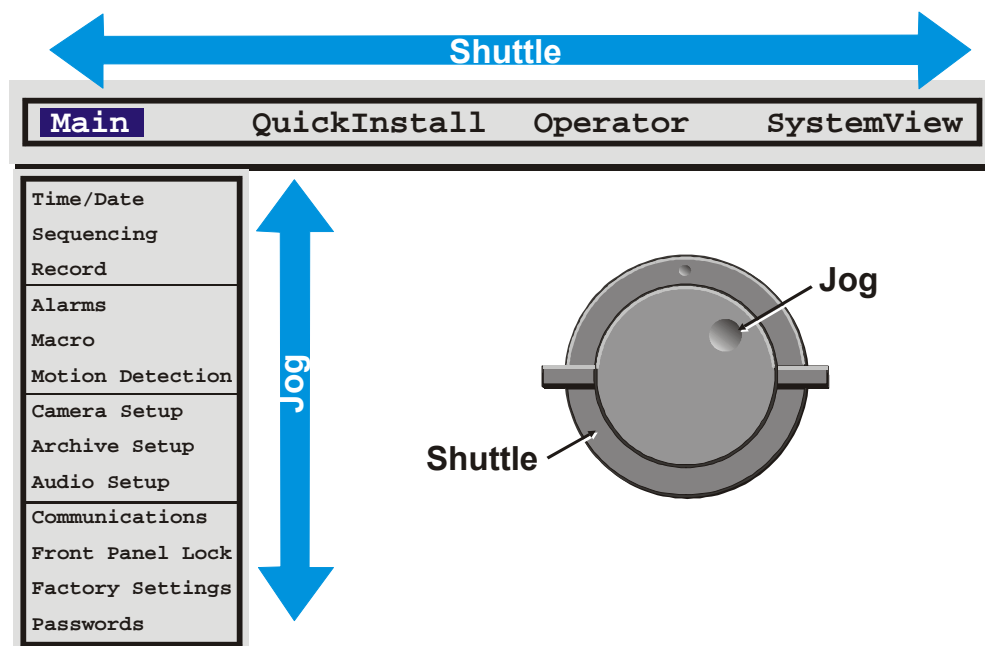 Shuttle
Main QuickInstall Operator SystemView
Time/Date
Sequencing
Record
Alarms
Macro
Motion Detection
Camera Setup
Archive Setup
Audio Setup
Communications
Front Panel Lock
Factory Settings
Passwords
Jog
Jog
Shuttle